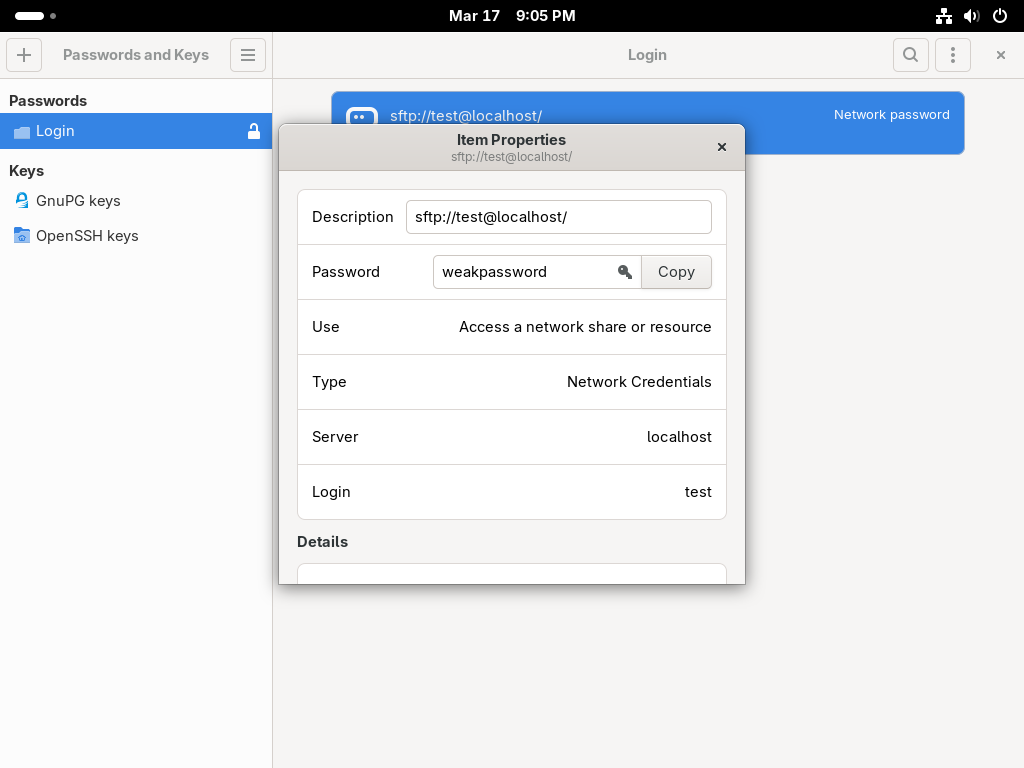 Mar 17 9:05 PM
Passwords and Keys
Login
Passwords
Login
Keys
GnuPG keys
OpenSSH keys
sftp://test@localhost/
Network password
Item Properties
sftp://test@localhost/
Description sftp://test@localhost/
Password weakpassword Copy
Use Access a network share or resource
Type Network Credentials
Server localhost
Login test
Details